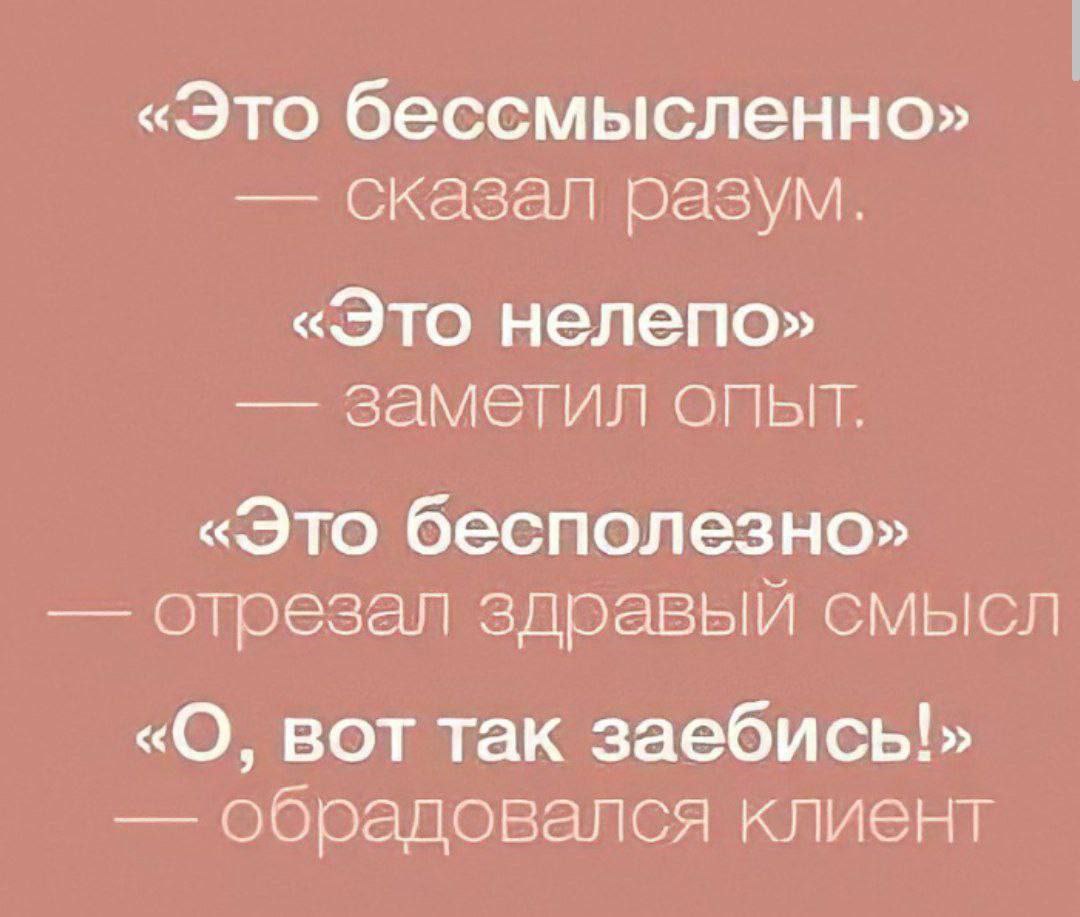 «Это бессмысленно»
— сказал разум.
«Это нелепо»
— заметил опыт.
«Это бесполезно»
— отрезал здравый смысл
«О, вот так заебись!»
— обрадовался клиент